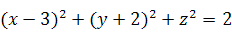 (x − 3)² + (y + 2)² + z² = 2